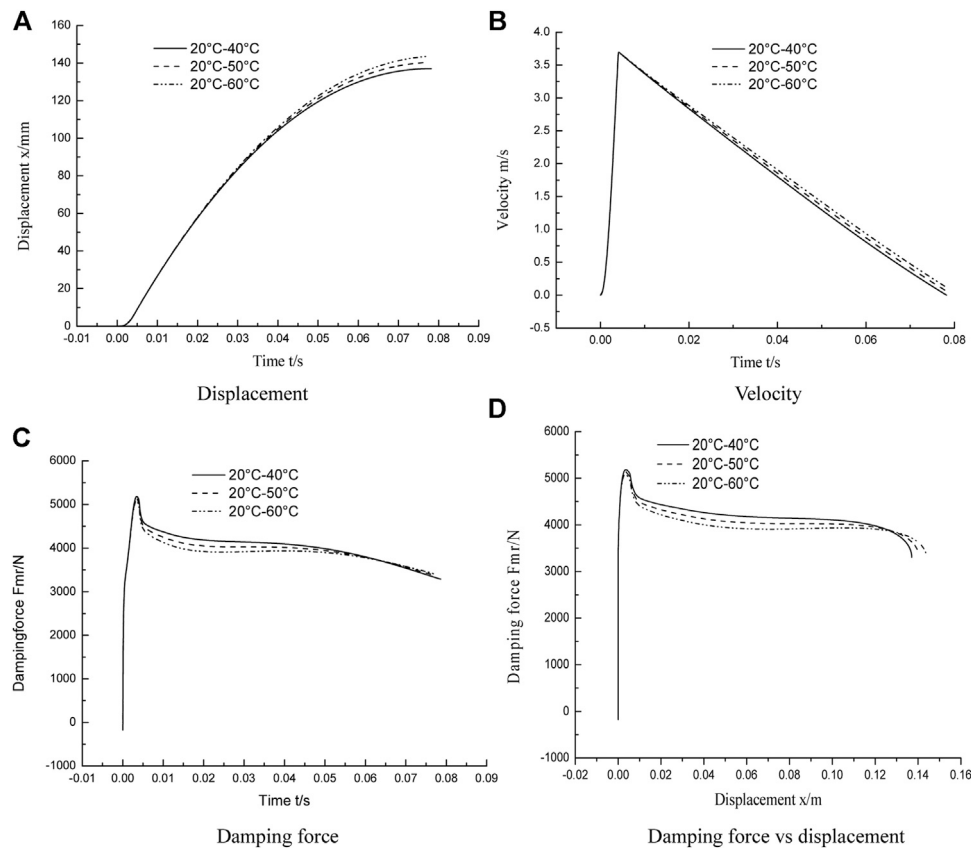 A
20°C-40°C
20°C-50°C
20°C-60°C
Displacement x/mm
160
140
120
100
80
60
40
20
0
-0.01 0.00 0.01 0.02 0.03 0.04 0.05 0.06 0.07 0.08 0.09
Time t/s
Displacement
B
20°C-40°C
20°C-50°C
20°C-60°C
Velocity m/s
4.0
3.5
3.0
2.5
2.0
1.5
1.0
0.5
0.0
-0.5
0.00 0.02 0.04 0.06 0.08
Time t/s
Velocity
C
20°C-40°C
20°C-50°C
20°C-60°C
Dampingforce Fmr/N
6000
5000
4000
3000
2000
1000
0
-1000
-0.01 0.00 0.01 0.02 0.03 0.04 0.05 0.06 0.07 0.08 0.09
Time t/s
Damping force
D
20°C-40°C
20°C-50°C
20°C-60°C
Damping force Fmr/N
6000
5000
4000
3000
2000
1000
0
-1000
-0.02 0.00 0.02 0.04 0.06 0.08 0.10 0.12 0.14 0.16
Displacement x/m
Damping force vs displacement